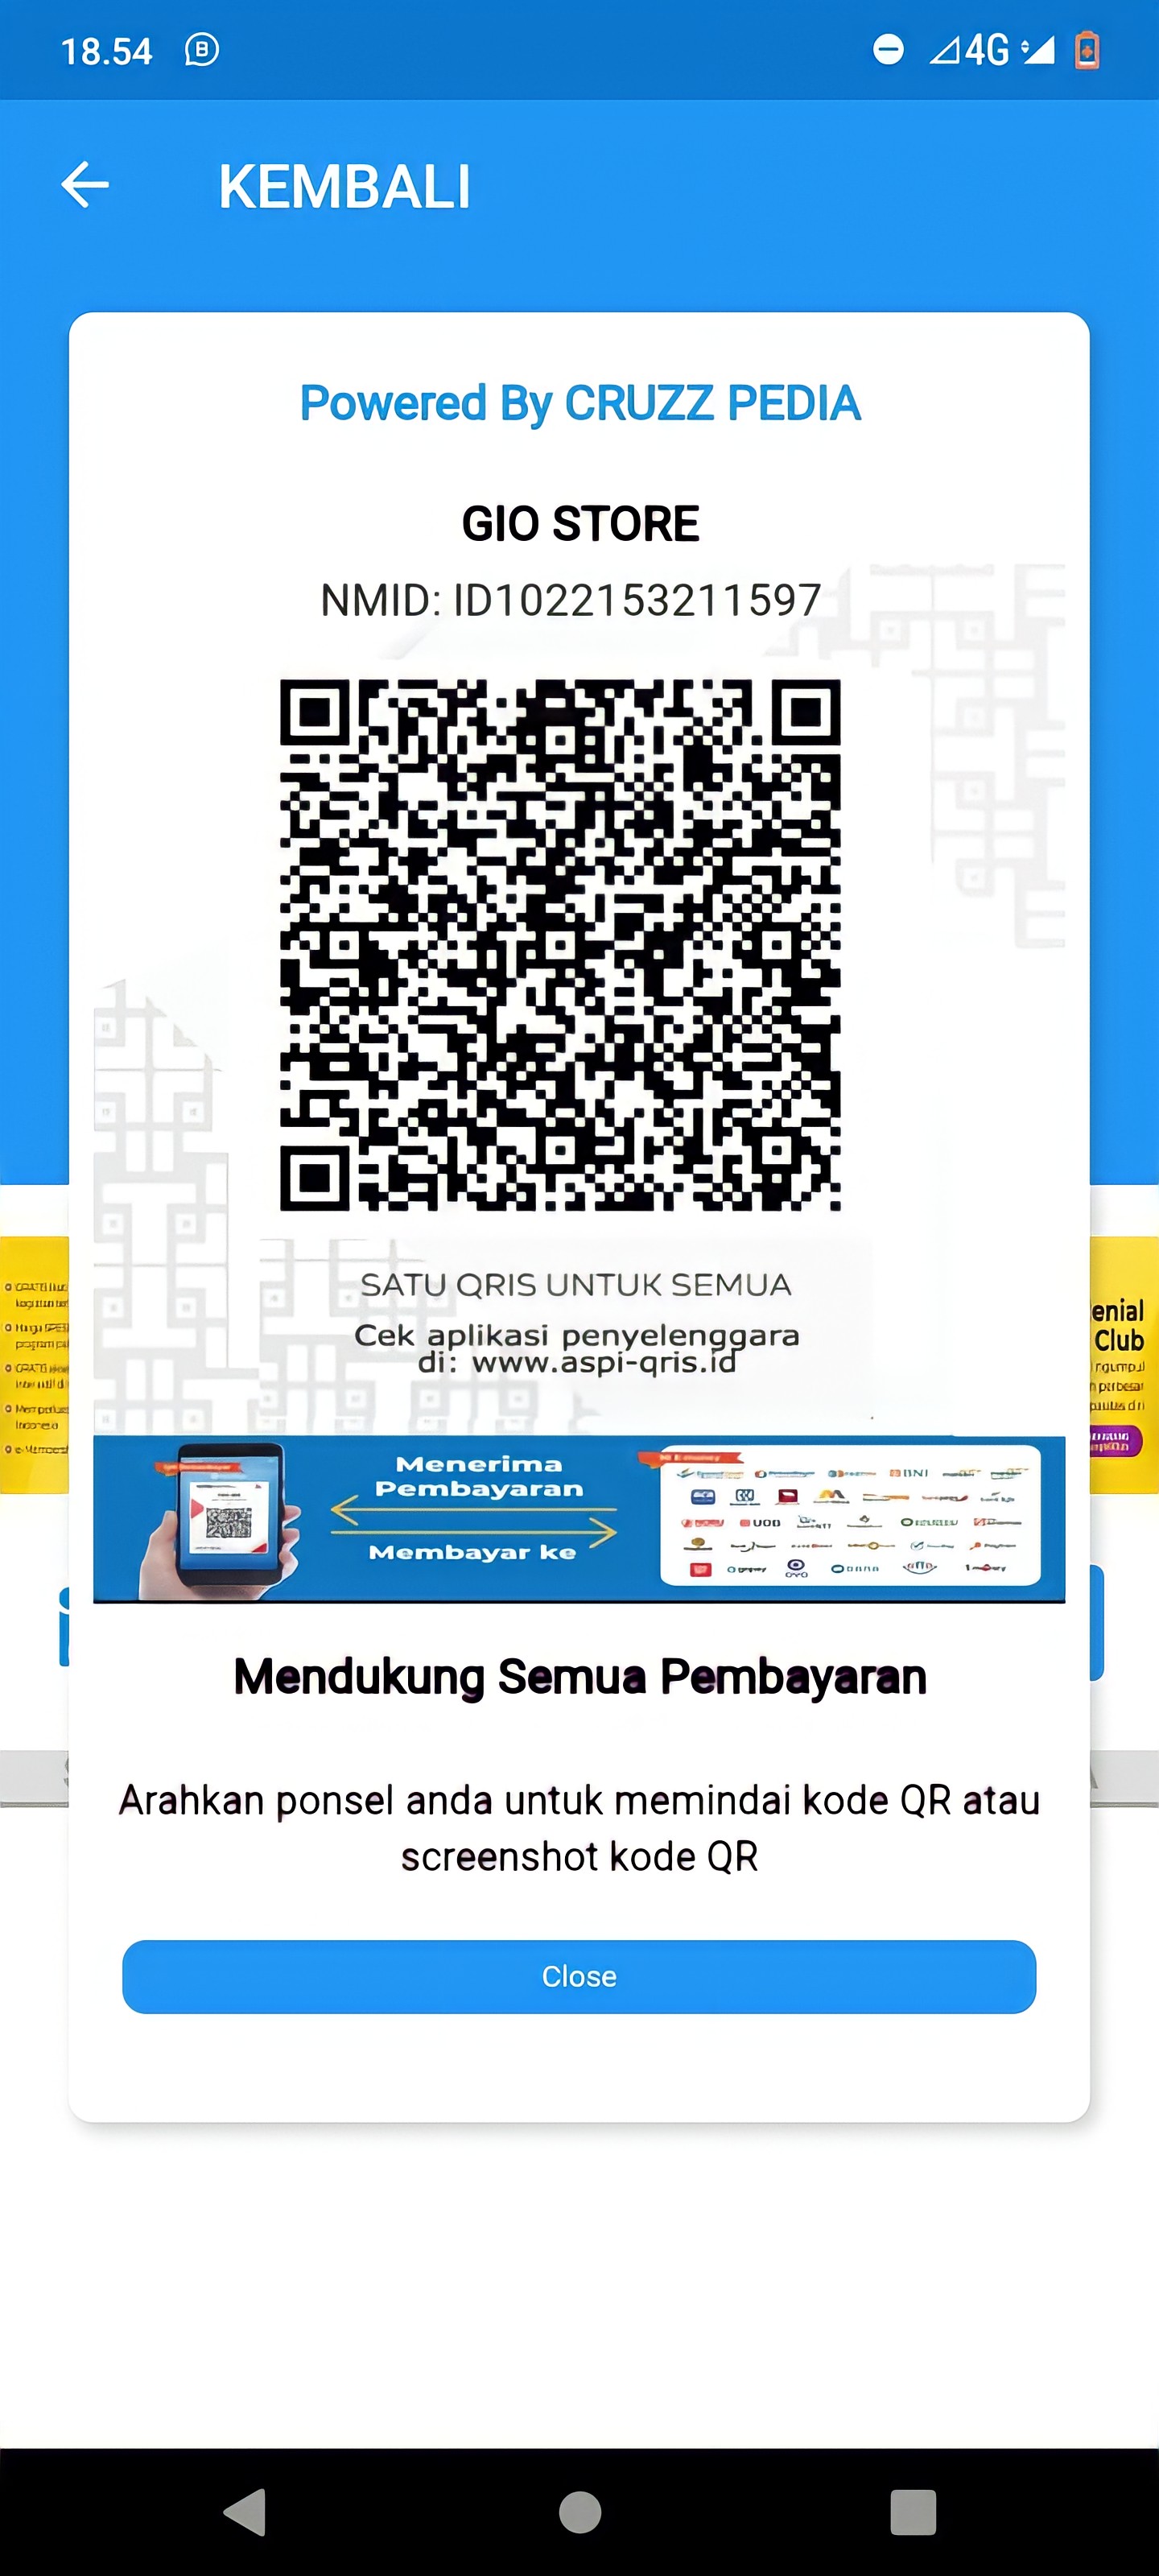 18.54
4G
KEMBALI
Powered By CRUZZ PEDIA
GIO STORE
NMID: ID1022153211597
SATU QRIS UNTUK SEMUA
Cek aplikasi penyelenggara
di: www.aspi-qris.id
enial
Club
Menerima
Pembayaran
Membayar ke
BNI
UOB
Mendukung Semua Pembayaran
Arahkan ponsel anda untuk memindai kode QR atau
screenshot kode QR
Close